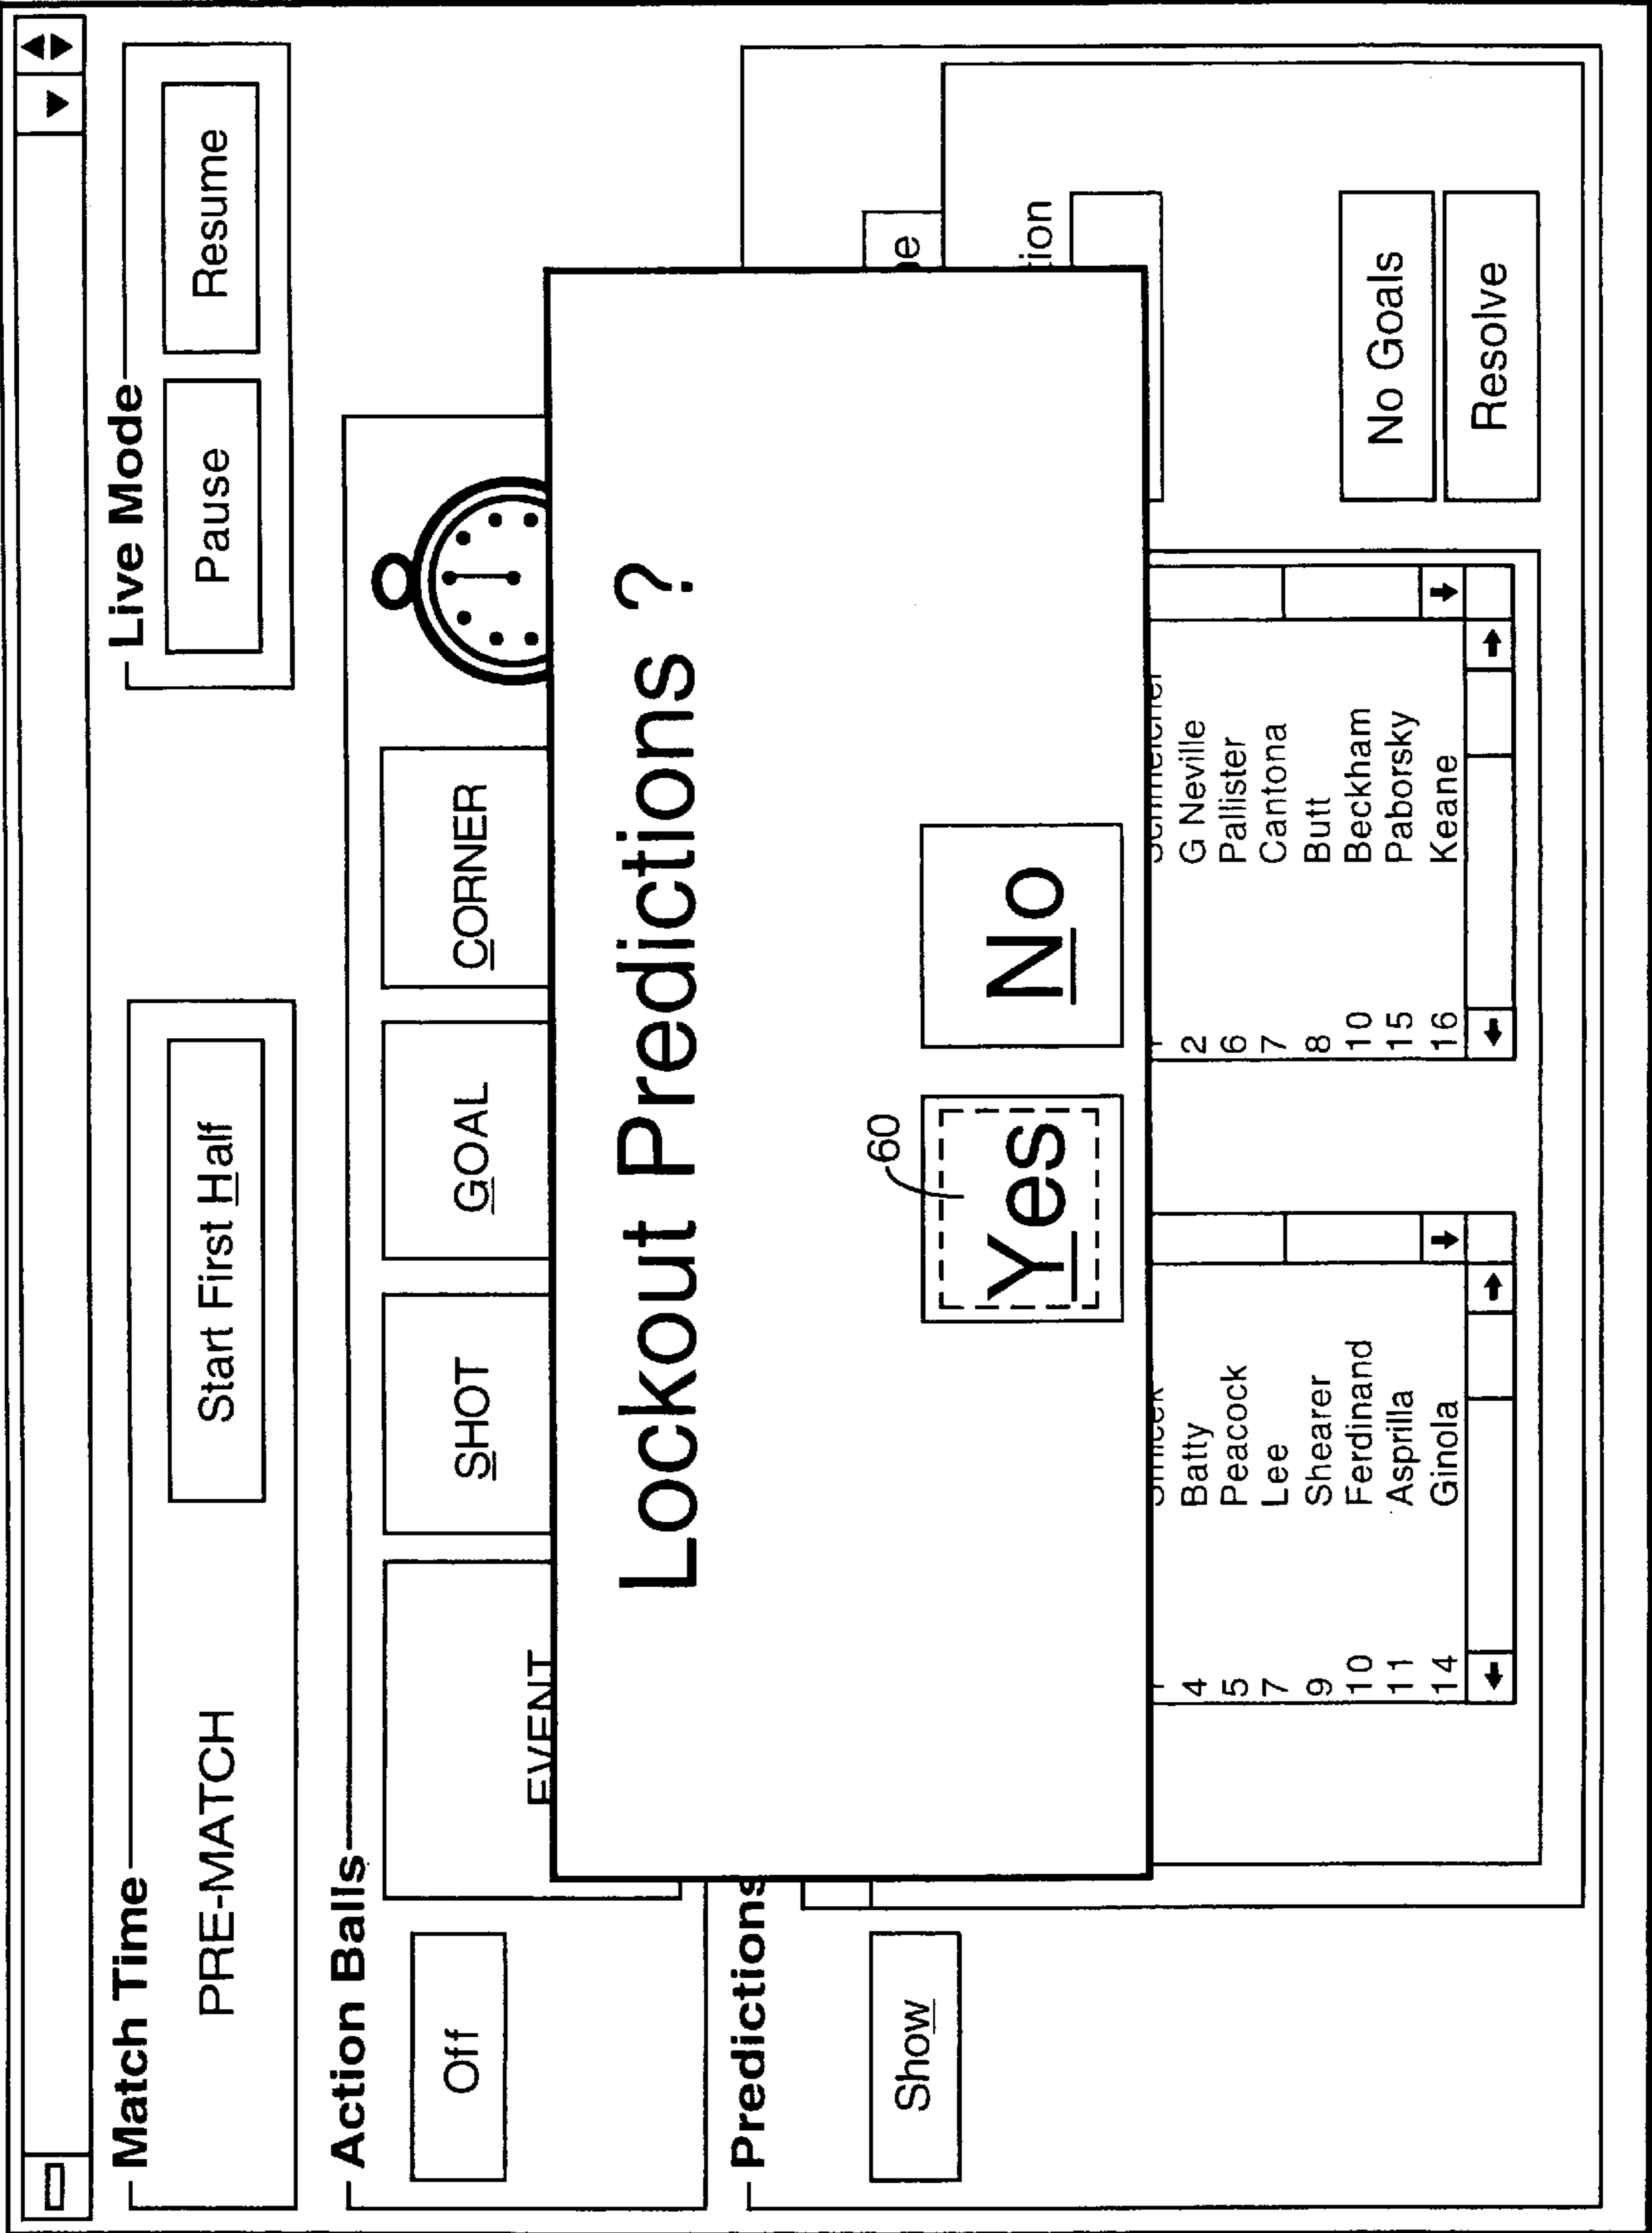 Match Time
PRE-MATCH
Start First Half
Live Mode
Pause
Resume
Action Balls
Off
EVENT
SHOT
GOAL
CORNER
Lockout Predictions ?
60
Yes
No
Predictions
Show
4 Batty
5 Peacock
7 Lee
9 Shearer
10 Ferdinand
11 Asprilla
14 Ginola
2 G Neville
6 Pallister
7 Cantona
8 Butt
10 Beckham
15 Paborsky
16 Keane
e
tion
No Goals
Resolve